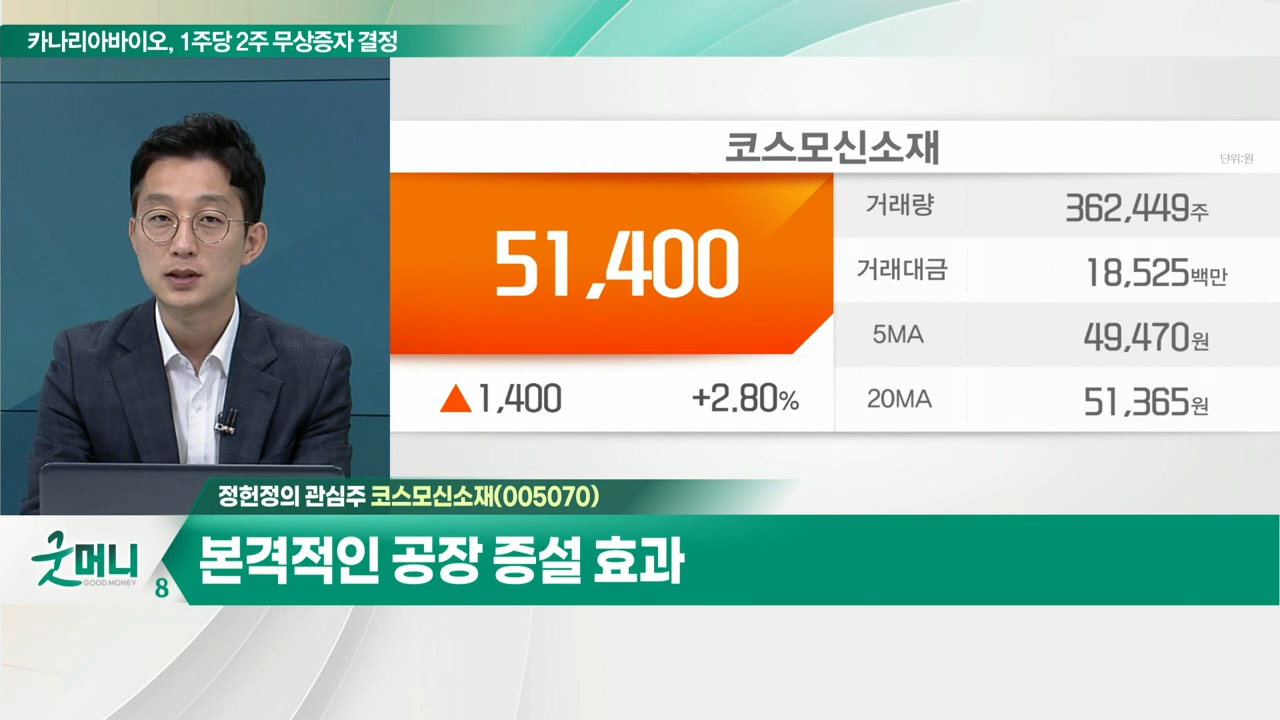 카나리아바이오, 1주당 2주 무상증자 결정
코스모신소재
단위:원
51,400
▲1,400 +2.80%
거래량 362,449주
거래대금 18,525백만
5MA 49,470원
20MA 51,365원
정헌정의 관심주 코스모신소재(005070)
본격적인 공장 증설 효과
굿머니
GOOD MONEY
8